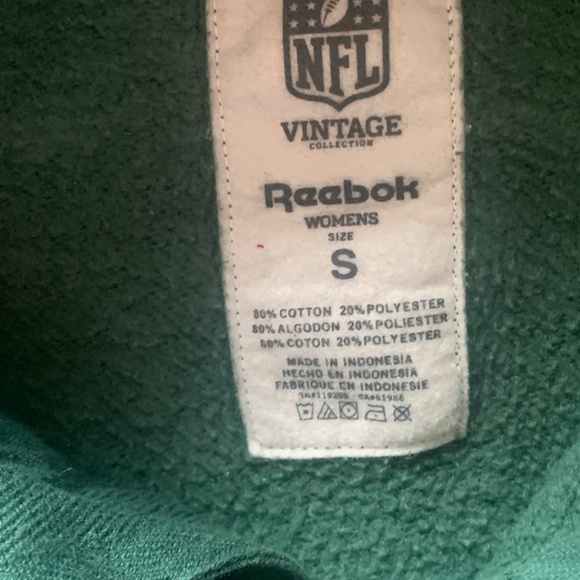 NFL
VINTAGE
COLLECTION
Reebok
WOMENS
SIZE
S
80% COTTON 20% POLYESTER
80% ALGODON 20% POLIESTER
80% COTON 20% POLYESTER
MADE IN INDONESIA
HECHO EN INDONESIA
FABRIQUE EN INDONESIE